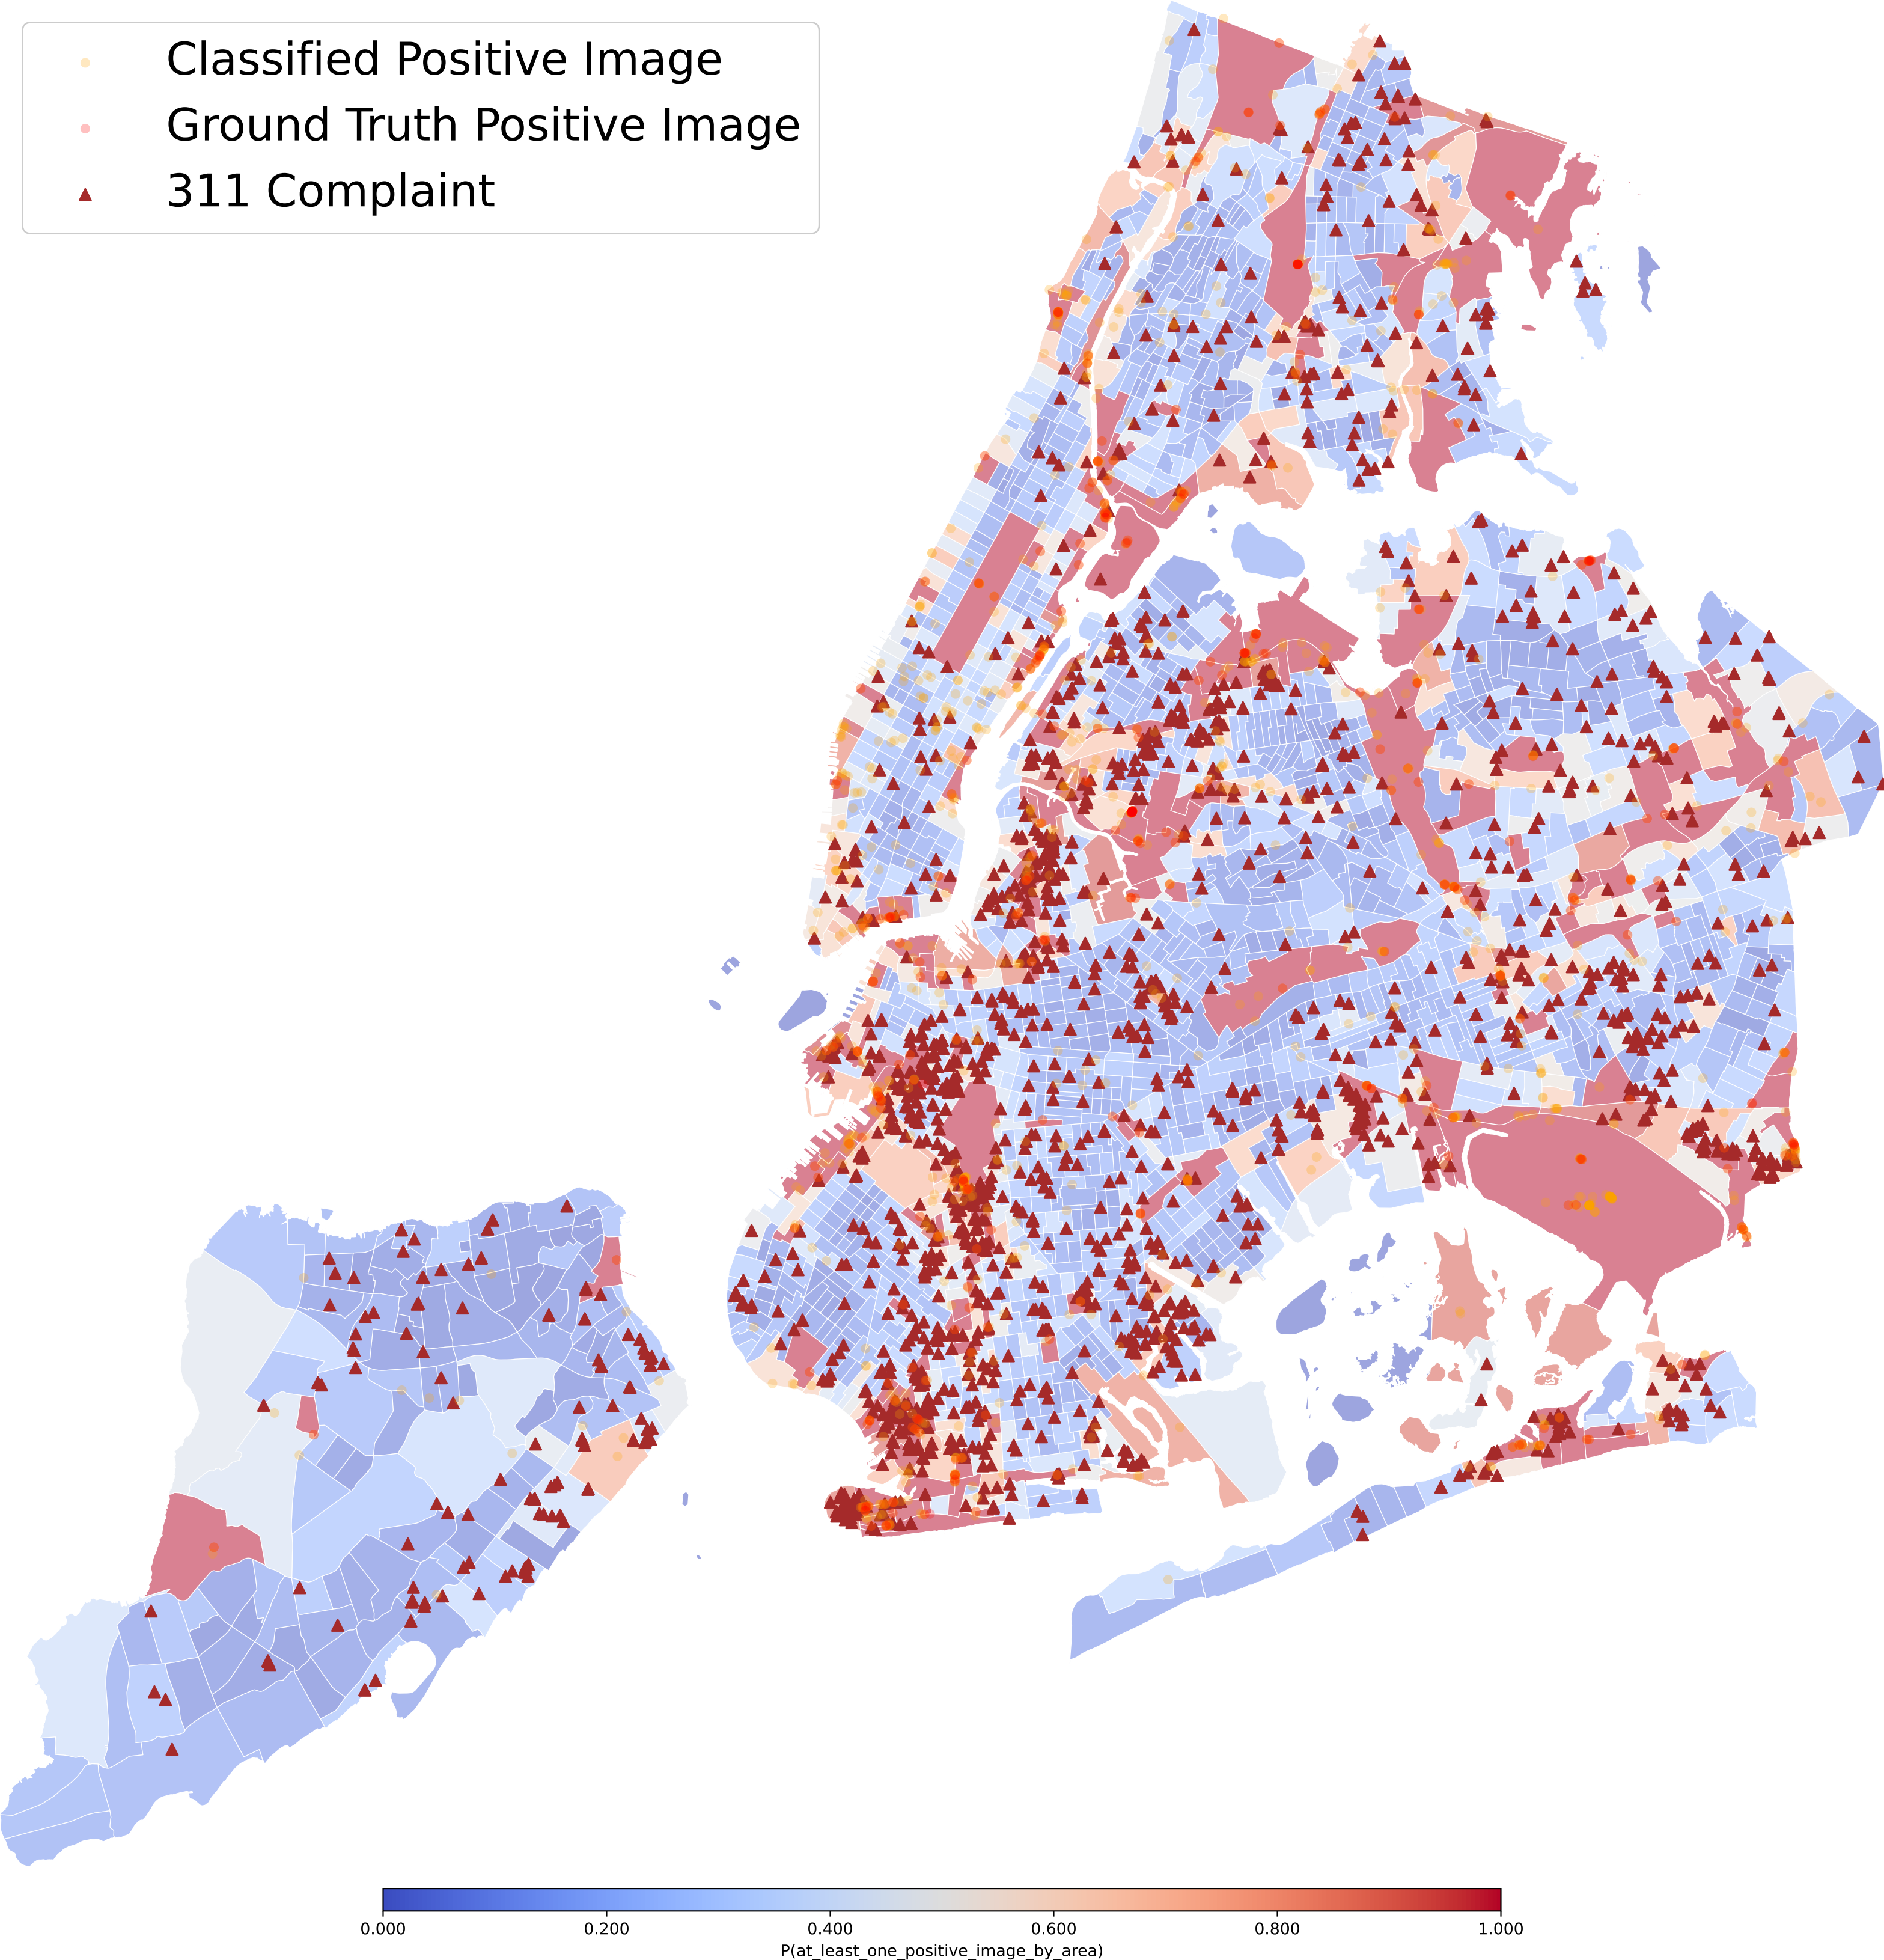 Classified Positive Image
Ground Truth Positive Image
311 Complaint
0.000 0.200 0.400 0.600 0.800 1.000
P(at_least_one_positive_image_by_area)